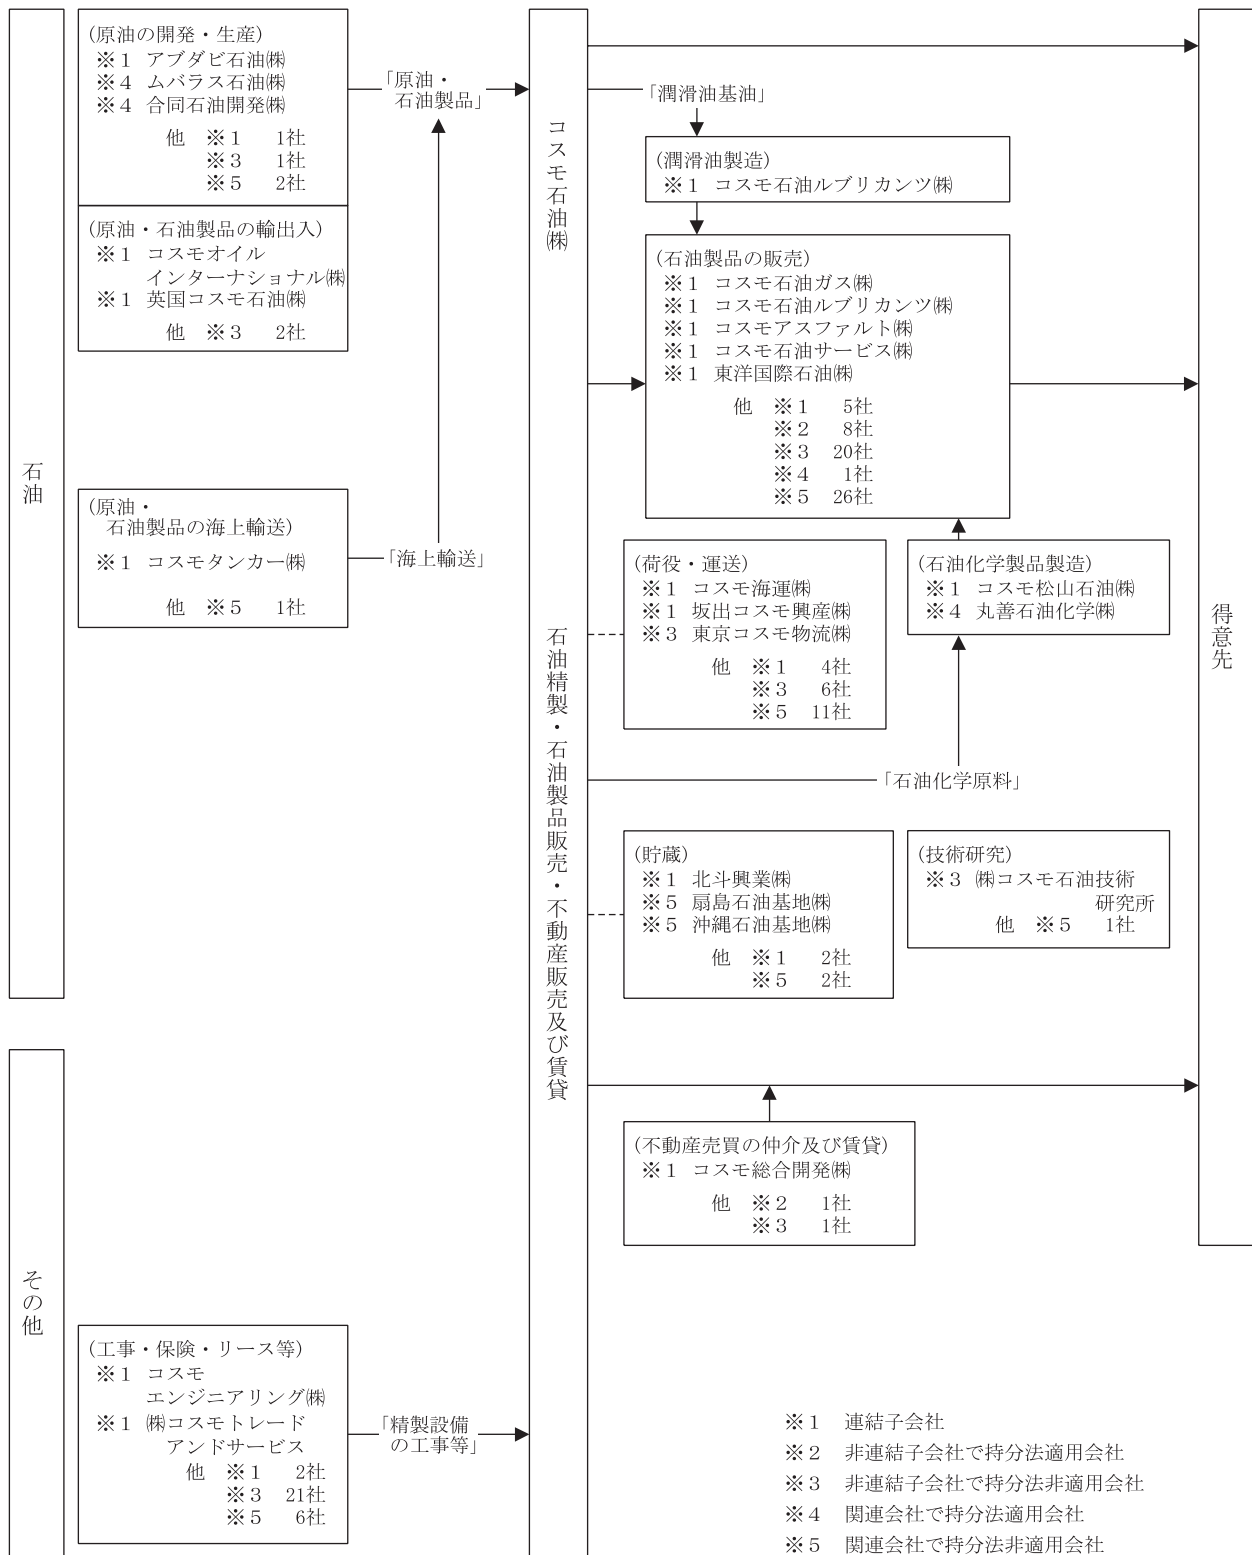 石油
(原油の開発・生産)
※1 アブダビ石油㈱
※4 ムバラス石油㈱
※4 合同石油開発㈱
他 ※1 1社
※3 1社
※5 2社
(原油・石油製品の輸出入)
※1 コスモオイル
インターナショナル㈱
※1 英国コスモ石油㈱
他 ※3 2社
(原油・
石油製品の海上輸送)
※1 コスモタンカー㈱
他 ※5 1社
「原油・
石油製品」
「海上輸送」
コスモ石油㈱
石油精製・石油製品販売・不動産販売及び賃貸
「潤滑油基油」
(潤滑油製造)
※1 コスモ石油ルブリカンツ㈱
(石油製品の販売)
※1 コスモ石油ガス㈱
※1 コスモ石油ルブリカンツ㈱
※1 コスモアスファルト㈱
※1 コスモ石油サービス㈱
※1 東洋国際石油㈱
他 ※1 5社
※2 8社
※3 20社
※4 1社
※5 26社
(荷役・運送)
※1 コスモ海運㈱
※1 坂出コスモ興産㈱
※3 東京コスモ物流㈱
他 ※1 4社
※3 6社
※5 11社
(石油化学製品製造)
※1 コスモ松山石油㈱
※4 丸善石油化学㈱
「石油化学原料」
(貯蔵)
※1 北斗興業㈱
※5 扇島石油基地㈱
※5 沖縄石油基地㈱
他 ※1 2社
※5 2社
(技術研究)
※3 ㈱コスモ石油技術
研究所
他 ※5 1社
(不動産売買の仲介及び賃貸)
※1 コスモ総合開発㈱
他 ※2 1社
※3 1社
得意先
その他
(工事・保険・リース等)
※1 コスモ
エンジニアリング㈱
※1 ㈱コスモトレード
アンドサービス
他 ※1 2社
※3 21社
※5 6社
「精製設備
の工事等」
※1 連結子会社
※2 非連結子会社で持分法適用会社
※3 非連結子会社で持分法非適用会社
※4 関連会社で持分法適用会社
※5 関連会社で持分法非適用会社